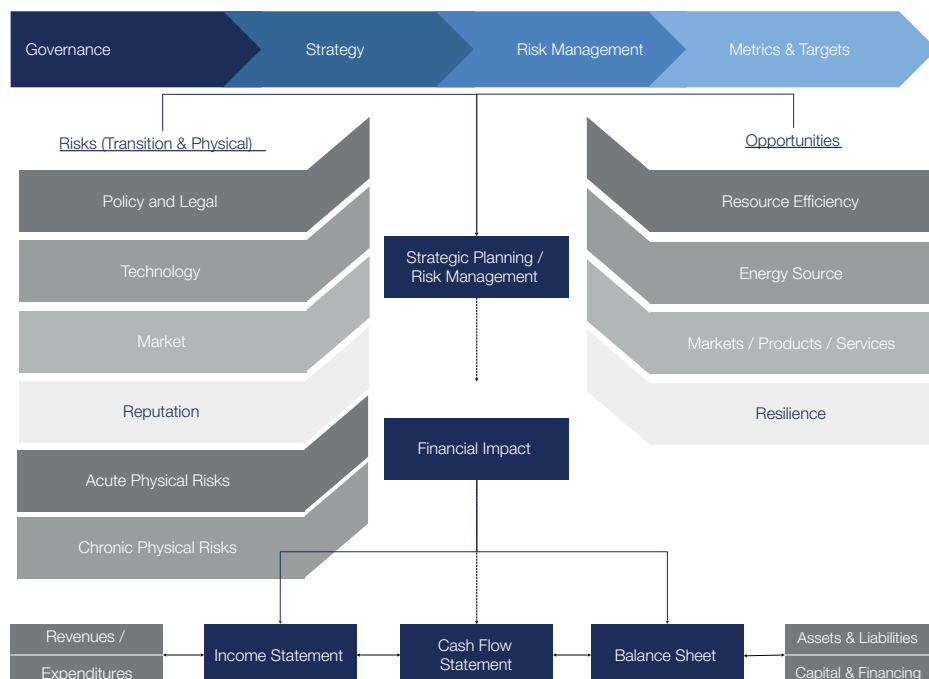 Governance
Strategy
Risk Management
Metrics & Targets
Risks (Transition & Physical)
Opportunities
Policy and Legal
Technology
Market
Reputation
Acute Physical Risks
Chronic Physical Risks
Strategic Planning /
Risk Management
Financial Impact
Resource Efficiency
Energy Source
Markets / Products / Services
Resilience
Revenues /
Expenditures
Income Statement
Cash Flow
Statement
Balance Sheet
Assets & Liabilities
Capital & Financing